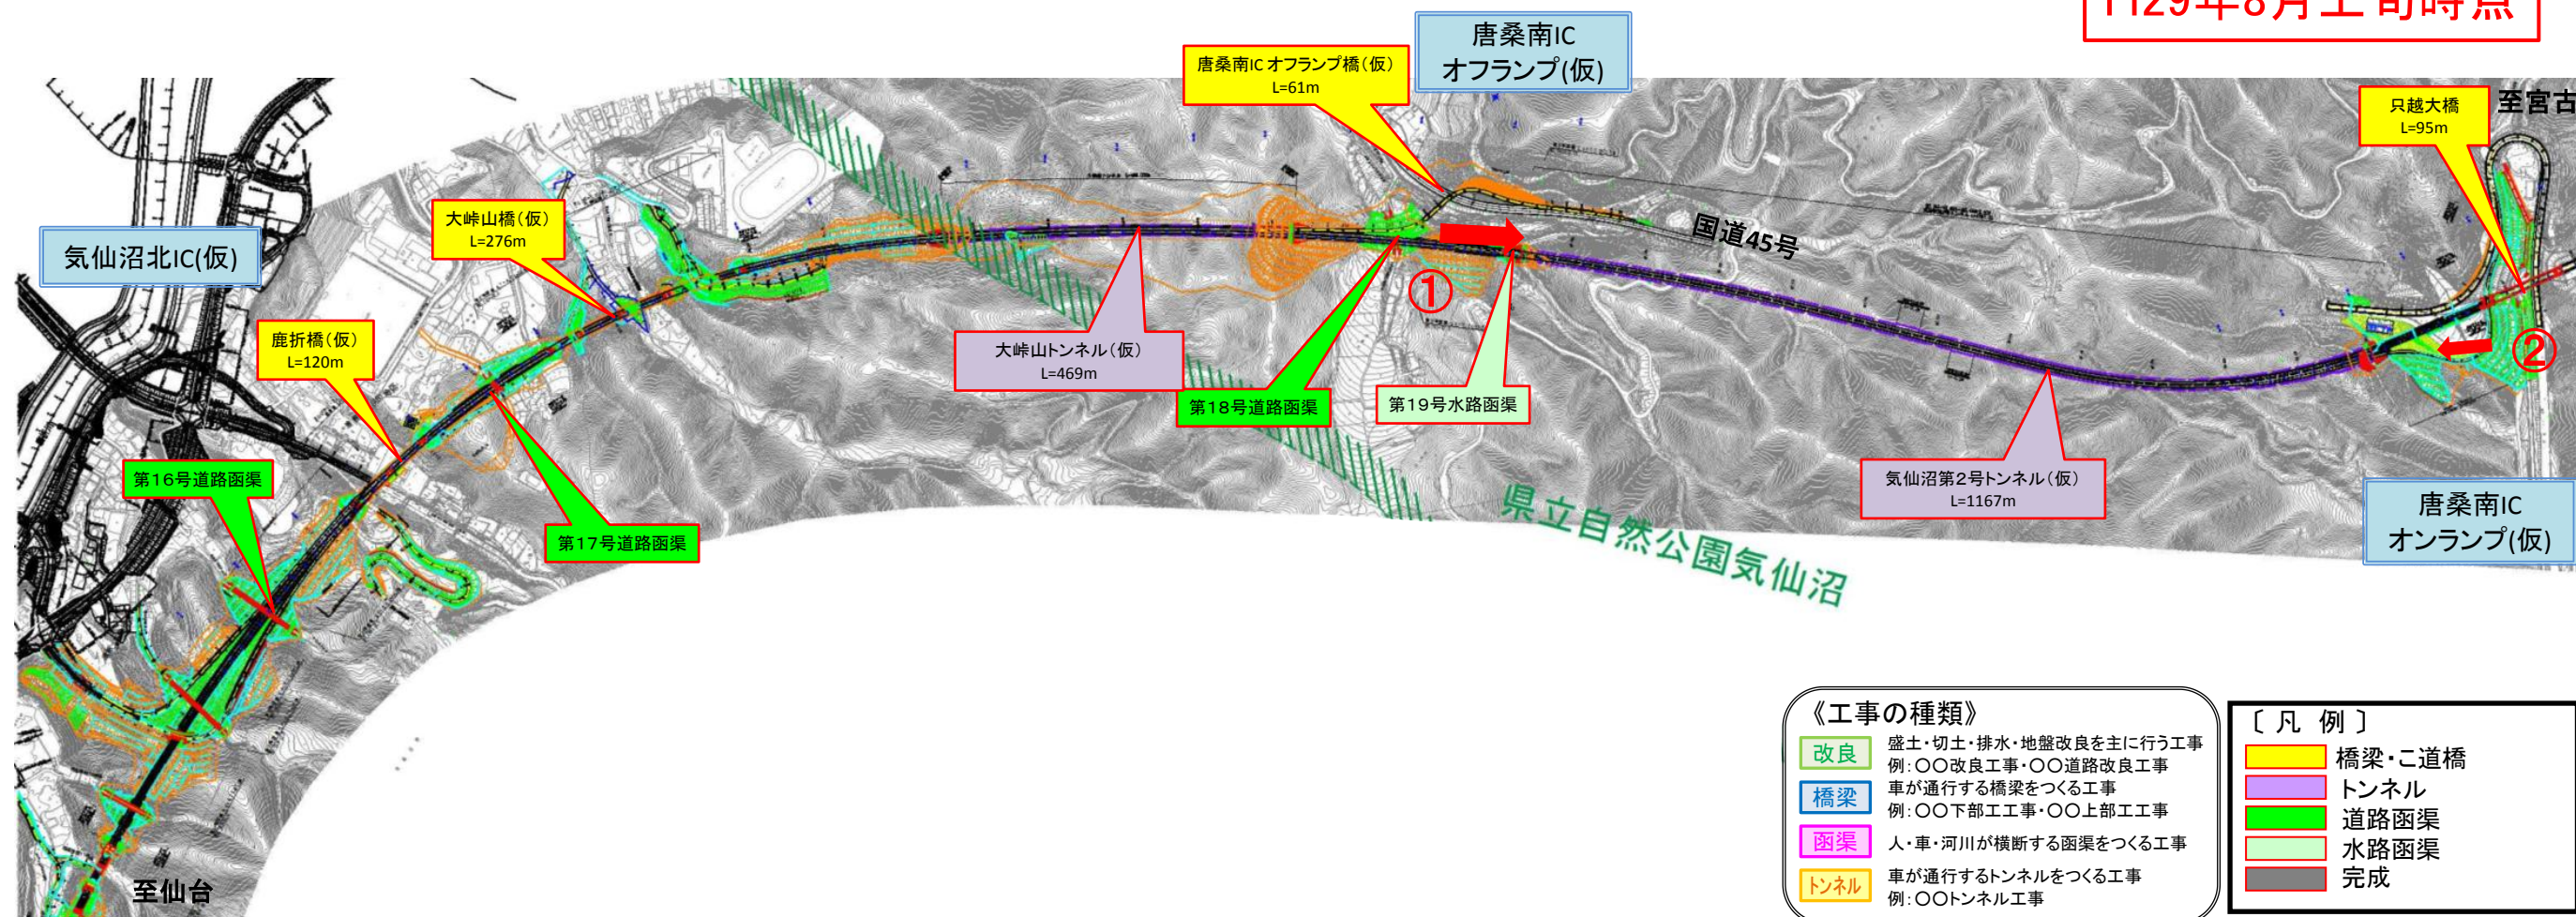 H29年8月上旬時点
唐桑南IC
オフランプ(仮)
唐桑南IC オフランプ橋(仮)
L=61m
只越大橋
L=95m
至宮古
大峠山橋(仮)
L=276m
気仙沼北IC(仮)
国道45号
①
②
鹿折橋(仮)
L=120m
大峠山トンネル(仮)
L=469m
第18号道路函渠
第19号水路函渠
第16号道路函渠
第17号道路函渠
気仙沼第2号トンネル(仮)
L=1167m
唐桑南IC
オンランプ(仮)
県立自然公園気仙沼
至仙台
《工事の種類》
改良
盛土・切土・排水・地盤改良を主に行う工事
例:〇〇改良工事・〇〇道路改良工事
橋梁
車が通行する橋梁をつくる工事
例:〇〇下部工工事・〇〇上部工工事
函渠
人・車・河川が横断する函渠をつくる工事
トンネル
車が通行するトンネルをつくる工事
例:〇〇トンネル工事
〔 凡 例 〕
橋梁・こ道橋
トンネル
道路函渠
水路函渠
完成